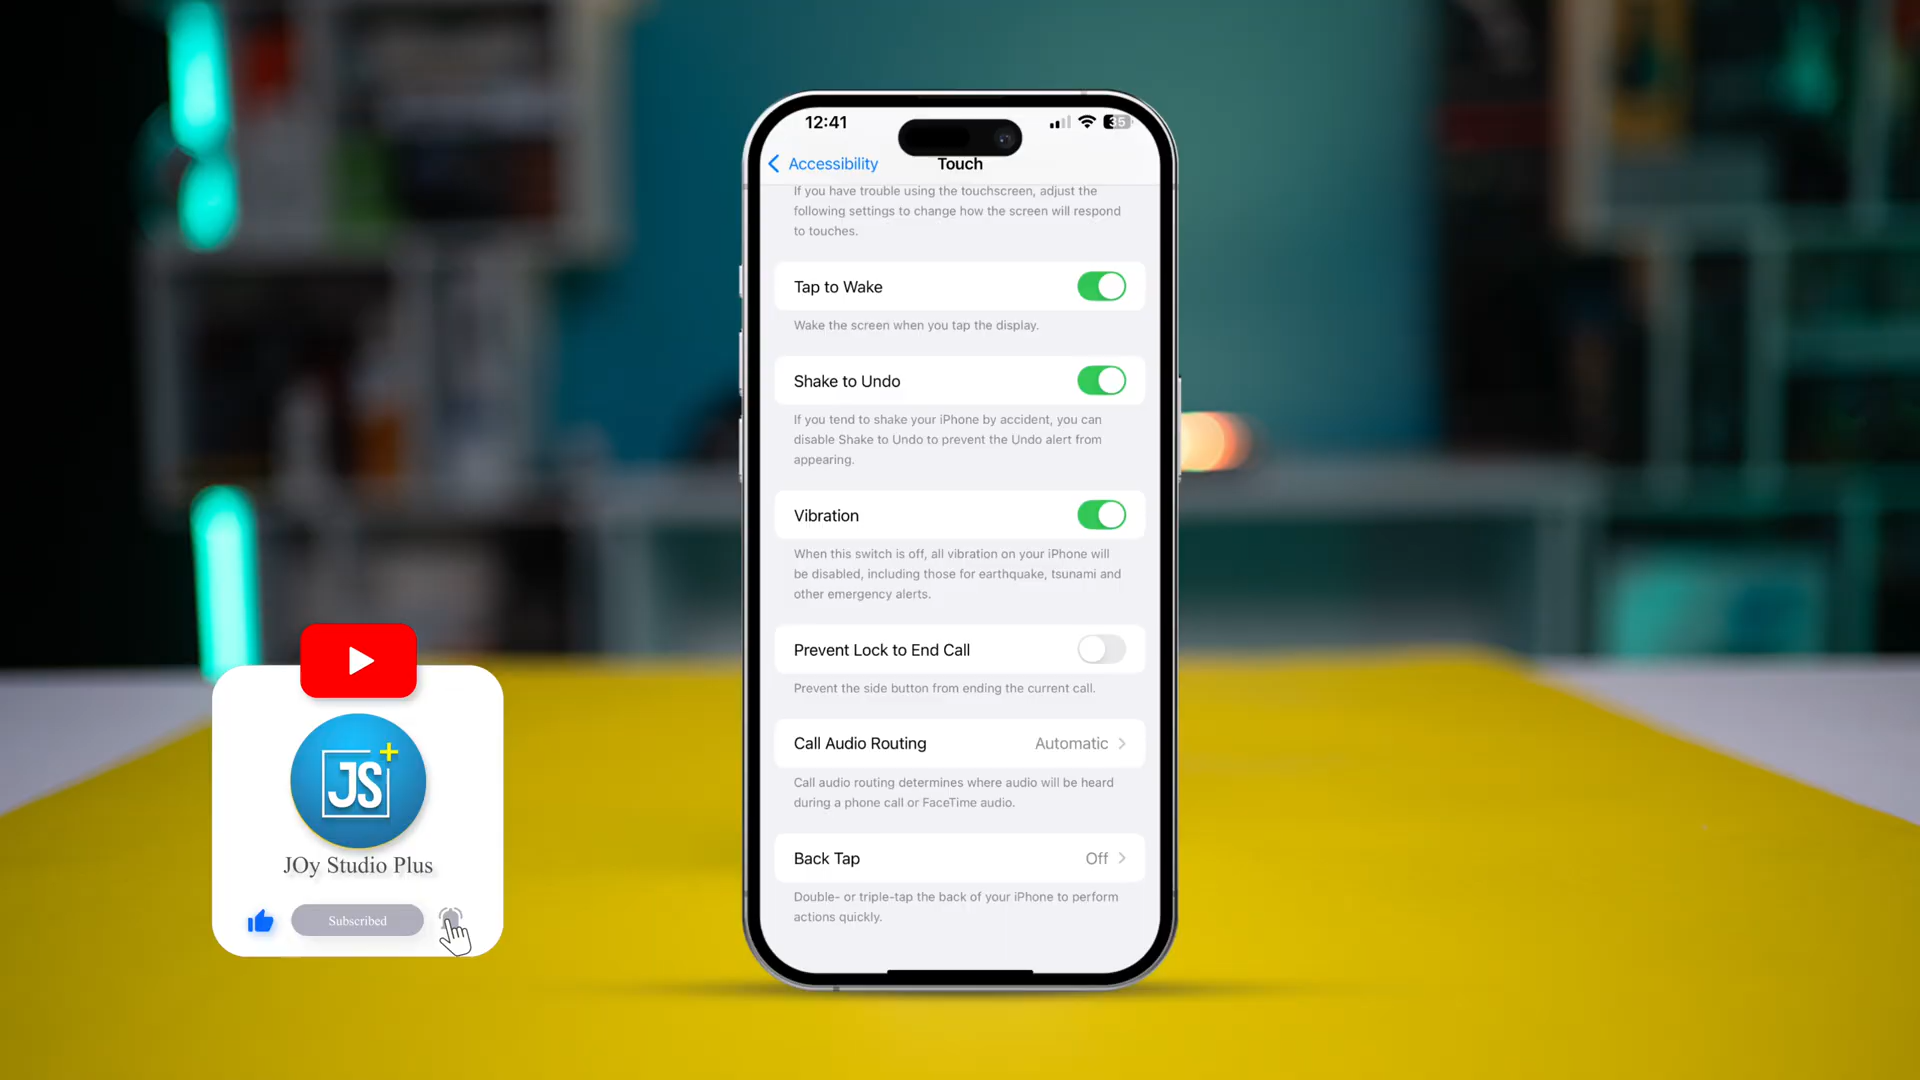 12:41
35
Accessibility
Touch
If you have trouble using the touchscreen, adjust the
following settings to change how the screen will respond
to touches.
Tap to Wake
Wake the screen when you tap the display.
Shake to Undo
If you tend to shake your iPhone by accident, you can
disable Shake to Undo to prevent the Undo alert from
appearing.
Vibration
When this switch is off, all vibration on your iPhone will
be disabled, including those for earthquake, tsunami and
other emergency alerts.
Prevent Lock to End Call
Prevent the side button from ending the current call.
Call Audio Routing Automatic
Call audio routing determines where audio will be heard
during a phone call or FaceTime audio.
Back Tap Off
Double- or triple-tap the back of your iPhone to perform
actions quickly.
JS+
JOy Studio Plus
Subscribed